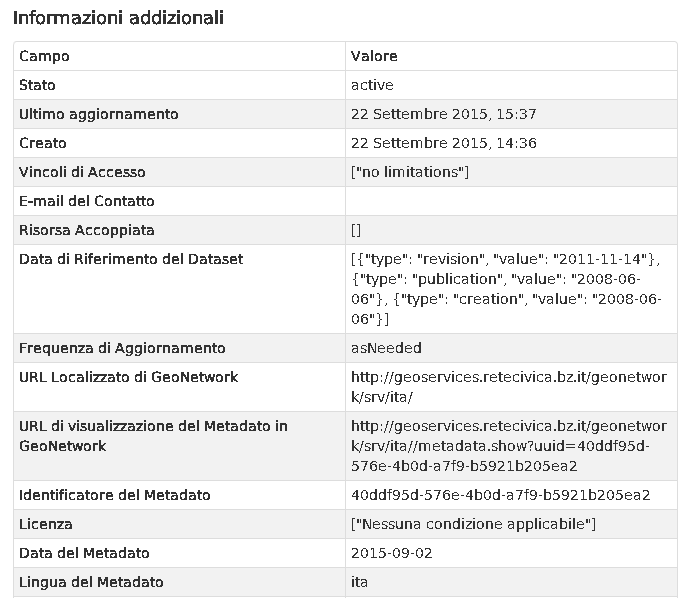 Informazioni addizionali
Campo Valore
Stato active
Ultimo aggiornamento 22 Settembre 2015, 15:37
Creato 22 Settembre 2015, 14:36
Vincoli di Accesso ["no limitations"]
E-mail del Contatto
Risorsa Accoppiata []
Data di Riferimento del Dataset [{"type": "revision", "value": "2011-11-14"},
{"type": "publication", "value": "2008-06-
06"}, {"type": "creation", "value": "2008-06-
06"}]
Frequenza di Aggiornamento asNeeded
URL Localizzato di GeoNetwork http://geoservices.retecivica.bz.it/geonetwor
k/srv/ita/
URL di visualizzazione del Metadato in http://geoservices.retecivica.bz.it/geonetwor
GeoNetwork k/srv/ita//metadata.show?uuid=40ddf95d-
576e-4b0d-a7f9-b5921b205ea2
Identificatore del Metadato 40ddf95d-576e-4b0d-a7f9-b5921b205ea2
Licenza ["Nessuna condizione applicabile"]
Data del Metadato 2015-09-02
Lingua del Metadato ita